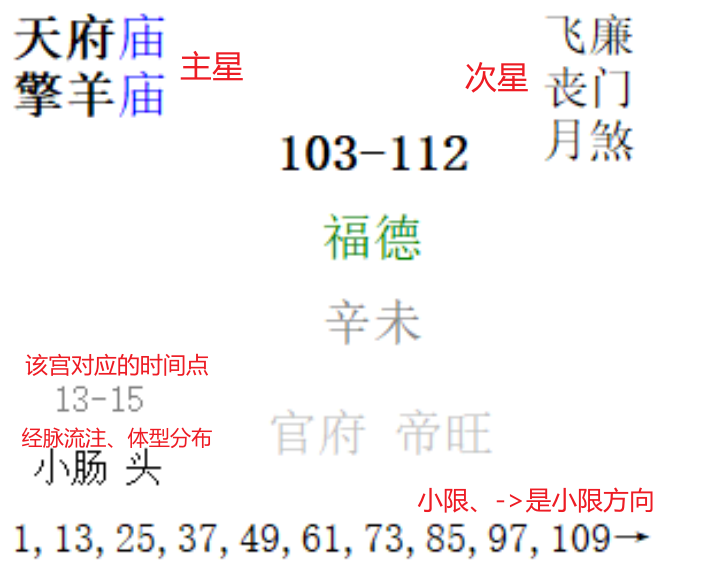 天府庙
擎羊庙
主星
次星
飞廉
丧门
月煞
103-112
福德
辛未
该宫对应的时间点
13-15
经脉流注、体型分布
小肠 头
官府 帝旺
小限、->是小限方向
1, 13, 25, 37, 49, 61, 73, 85, 97, 109→